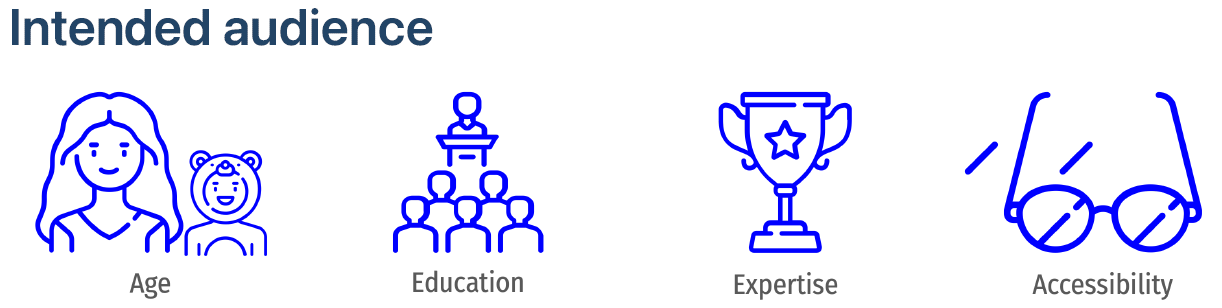 Intended audience
Age
Education
Expertise
Accessibility